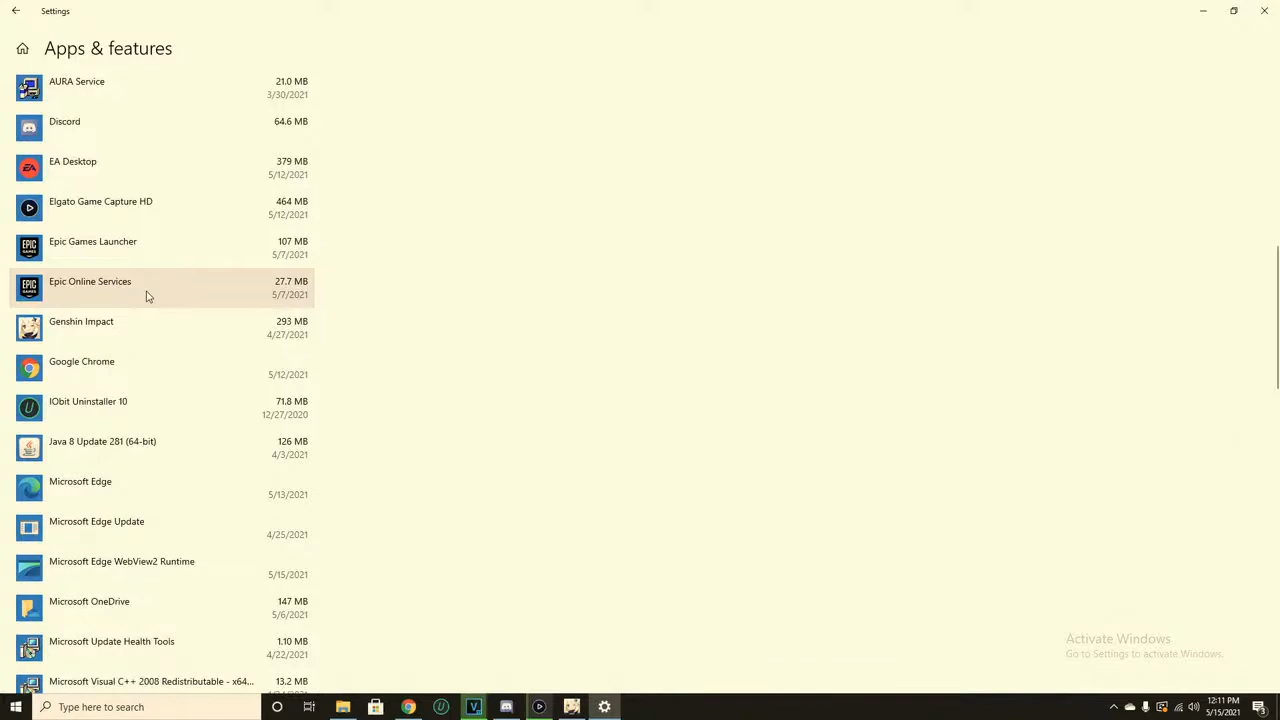 Settings
Apps & features
AURA Service 21.0 MB
3/30/2021
Discord 64.6 MB
EA Desktop 379 MB
5/12/2021
Elgato Game Capture HD 464 MB
5/12/2021
Epic Games Launcher 107 MB
5/7/2021
Epic Online Services 27.7 MB
5/7/2021
Genshin Impact 293 MB
4/27/2021
Google Chrome
5/12/2021
IObit Uninstaller 10 71.8 MB
12/27/2020
Java 8 Update 281 (64-bit) 126 MB
4/3/2021
Microsoft Edge
5/13/2021
Microsoft Edge Update
4/25/2021
Microsoft Edge WebView2 Runtime
5/15/2021
Microsoft OneDrive 147 MB
5/6/2021
Microsoft Update Health Tools 1.10 MB
4/22/2021
Microsoft Visual C++ 2008 Redistributable - x64... 13.2 MB
Activate Windows
Go to Settings to activate Windows.
Type here to search
12:11 PM
5/15/2021